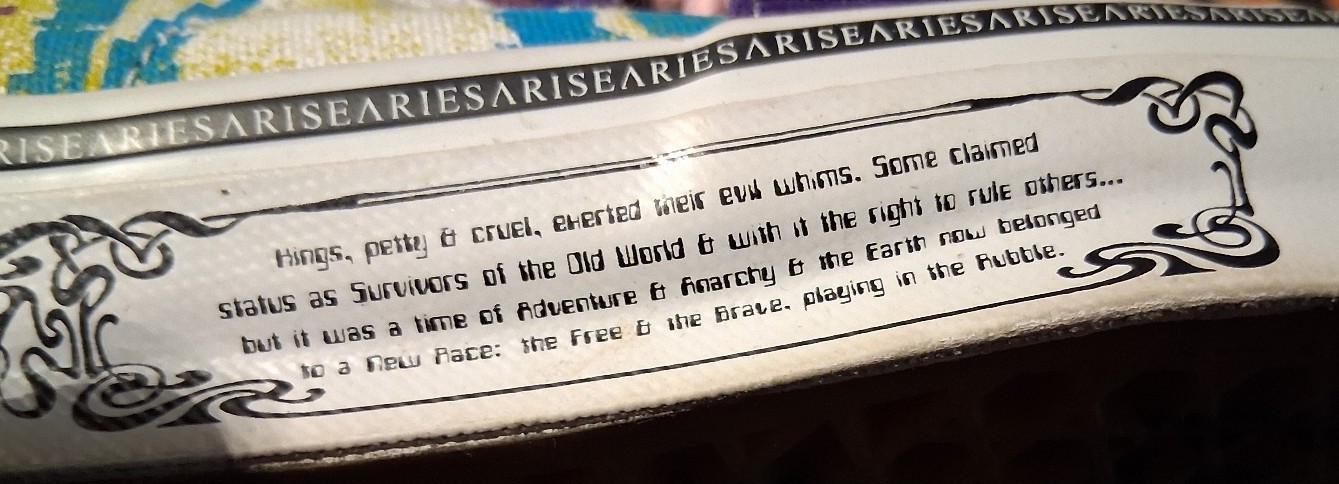 RISEARIESARISEARIESARISEARIESARISEARIESARISEARIESARISEA
Kings, petty & cruel, exerted their evil whims. Some claimed
status as Survivors of the Old World & with it the right to rule others...
but it was a time of Adventure & Anarchy & the Earth now belonged
to a New Race: the Free & the Brave, playing in the Rubble.